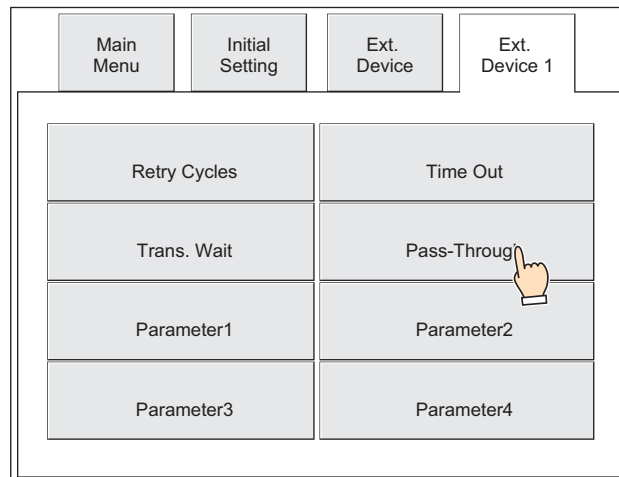 Main
Menu
Initial
Setting
Ext.
Device
Ext.
Device 1
Retry Cycles
Time Out
Trans. Wait
Pass-Through
Parameter1
Parameter2
Parameter3
Parameter4